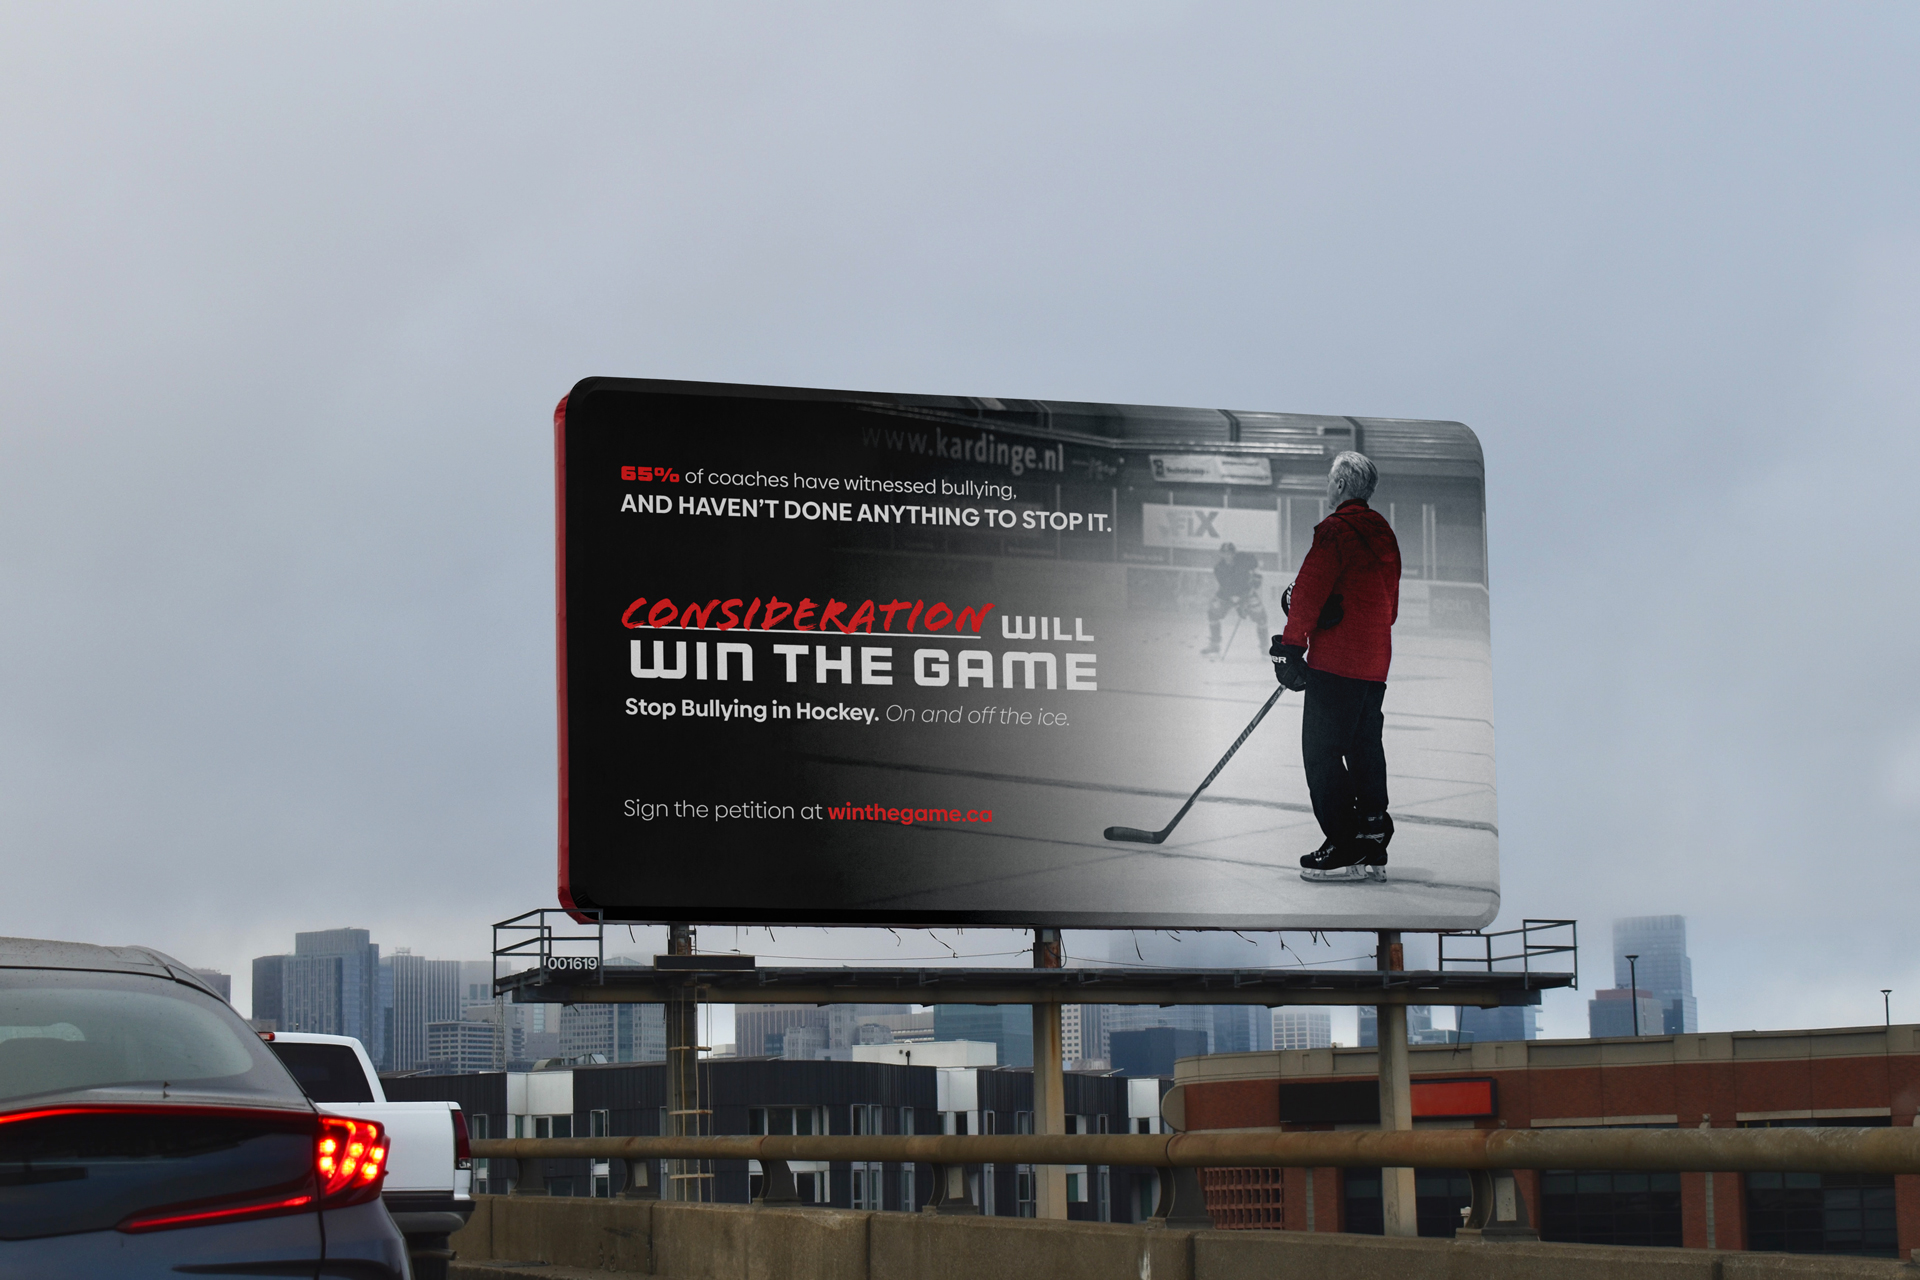 www.kardinge.nl
65% of coaches have witnessed bullying,
AND HAVEN'T DONE ANYTHING TO STOP IT.
FIX
CONSIDERATION WILL
WIN THE GAME
Stop Bullying in Hockey. On and off the ice.
Sign the petition at winthegame.ca
001619